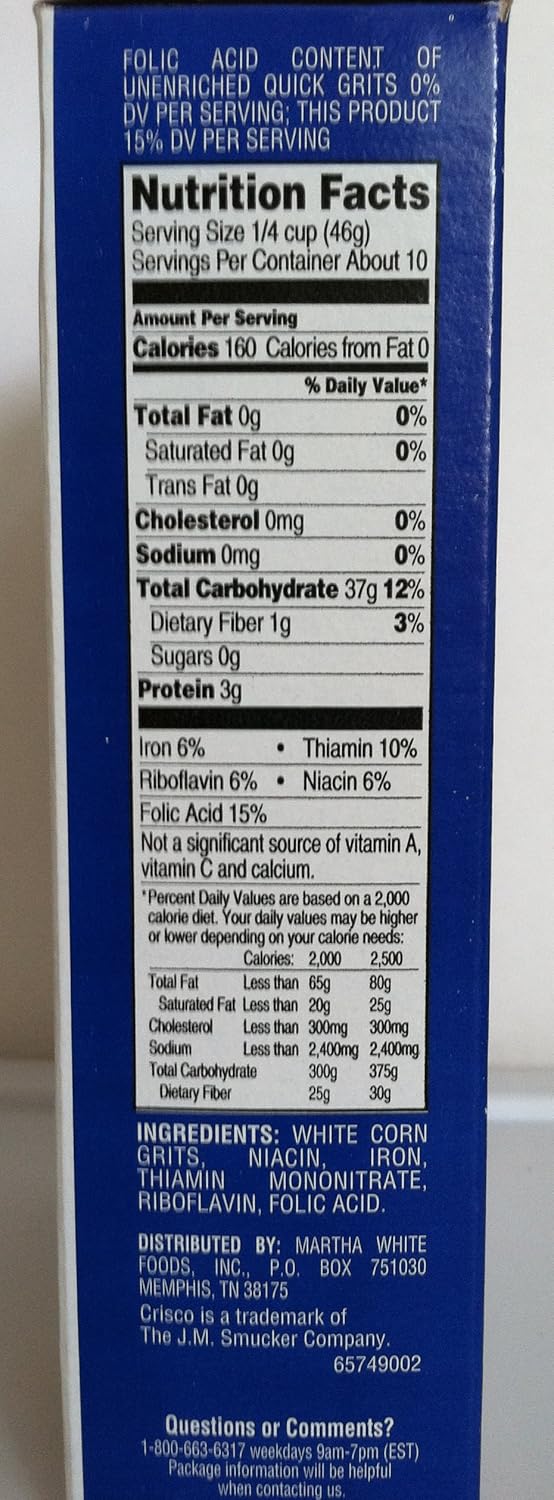 FOLIC ACID CONTENT OF
UNENRICHED QUICK GRITS 0%
DV PER SERVING; THIS PRODUCT
15% DV PER SERVING
Nutrition Facts
Serving Size 1/4 cup (46g)
Servings Per Container About 10
Amount Per Serving
Calories 160 Calories from Fat 0
% Daily Value*
Total Fat 0g 0%
Saturated Fat 0g 0%
Trans Fat 0g
Cholesterol 0mg 0%
Sodium 0mg 0%
Total Carbohydrate 37g 12%
Dietary Fiber 1g 3%
Sugars 0g
Protein 3g
Iron 6% • Thiamin 10%
Riboflavin 6% • Niacin 6%
Folic Acid 15%
Not a significant source of vitamin A,
vitamin C and calcium.
*Percent Daily Values are based on a 2,000
calorie diet. Your daily values may be higher
or lower depending on your calorie needs:
Calories: 2,000 2,500
Total Fat Less than 65g 80g
Saturated Fat Less than 20g 25g
Cholesterol Less than 300mg 300mg
Sodium Less than 2,400mg 2,400mg
Total Carbohydrate 300g 375g
Dietary Fiber 25g 30g
INGREDIENTS: WHITE CORN
GRITS, NIACIN, IRON,
THIAMIN MONONITRATE,
RIBOFLAVIN, FOLIC ACID.
DISTRIBUTED BY: MARTHA WHITE
FOODS, INC., P.O. BOX 751030
MEMPHIS, TN 38175
Crisco is a trademark of
The J.M. Smucker Company.
65749002
Questions or Comments?
1-800-663-6317 weekdays 9am-7pm (EST)
Package information will be helpful
when contacting us.